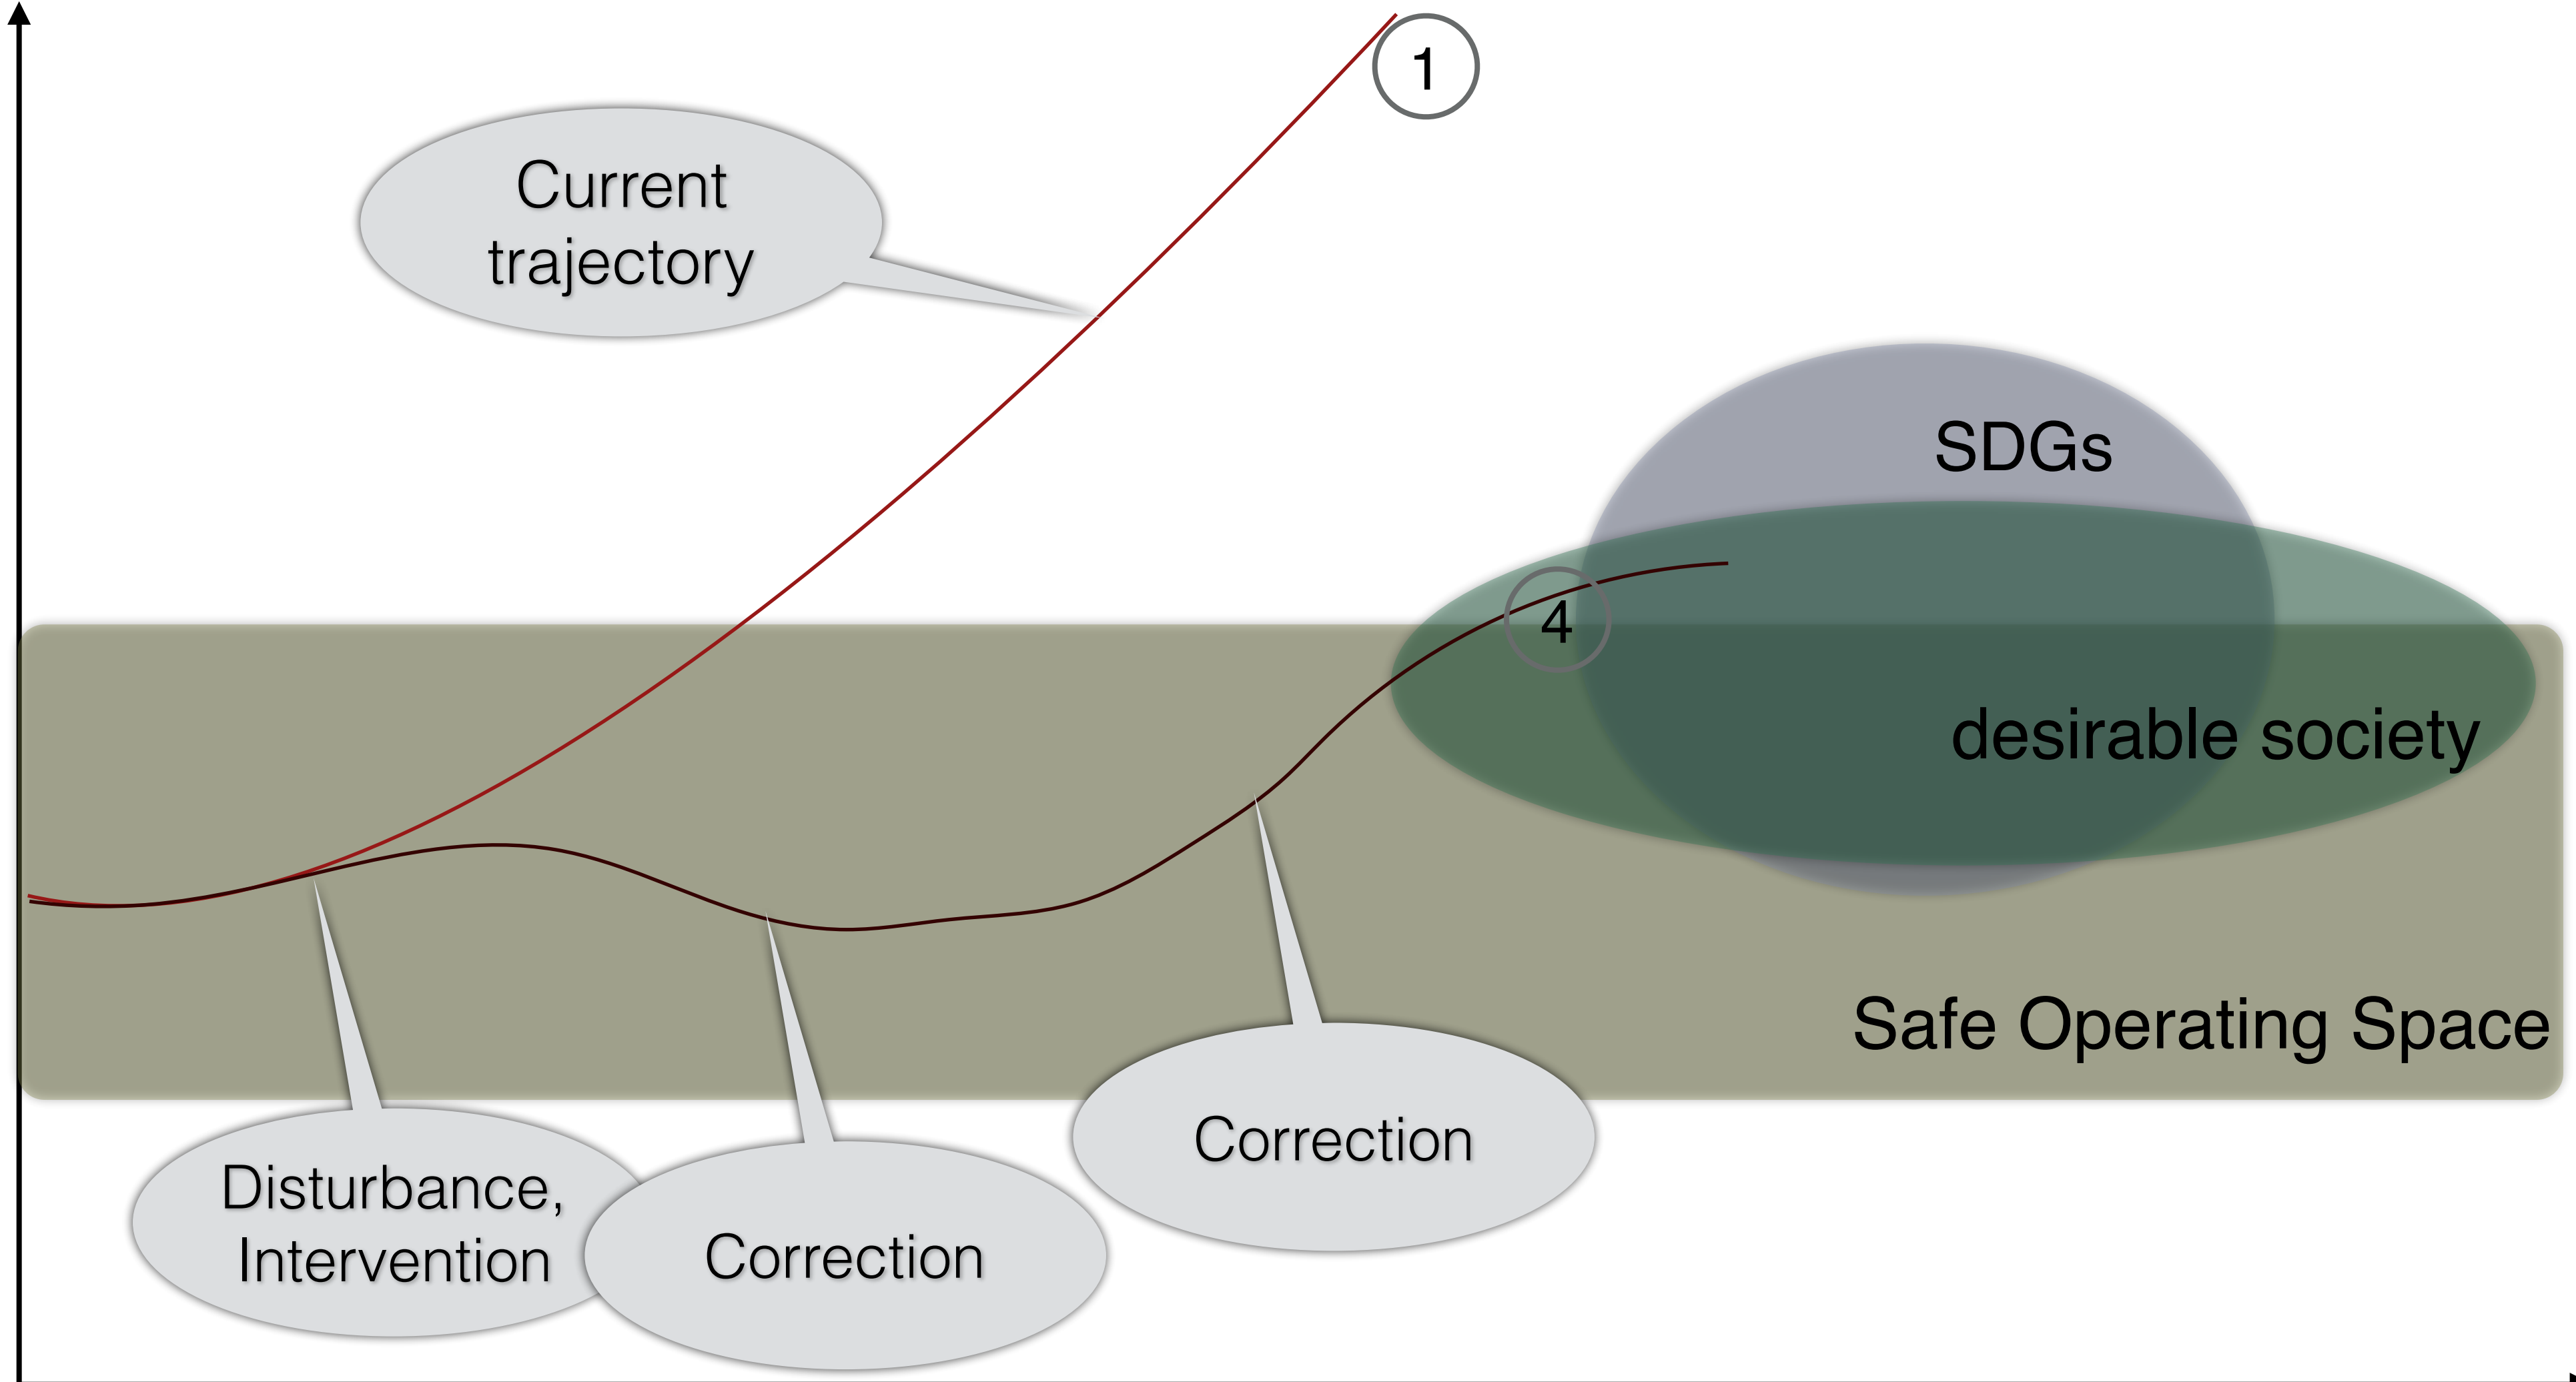 1
Current
trajectory
SDGs
4
desirable society
Safe Operating Space
Disturbance,
Intervention
Correction
Correction